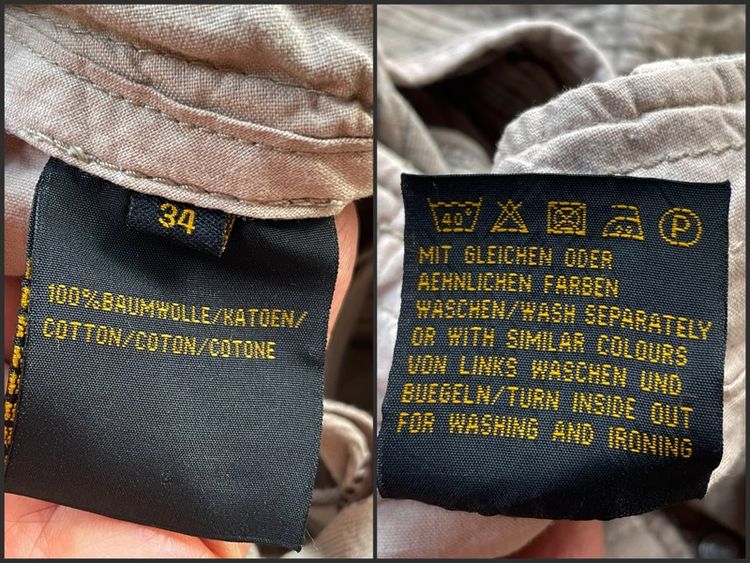 34
100%BAUMWOLLE/KATOEN/
COTTON/COTON/COTONE
40°
P
MIT GLEICHEN ODER
AEHNLICHEN FARBEN
WASCHEN/WASH SEPARATELY
OR WITH SIMILAR COLOURS
VON LINKS WASCHEN UND
BUEGELN/TURN INSIDE OUT
FOR WASHING AND IRONING